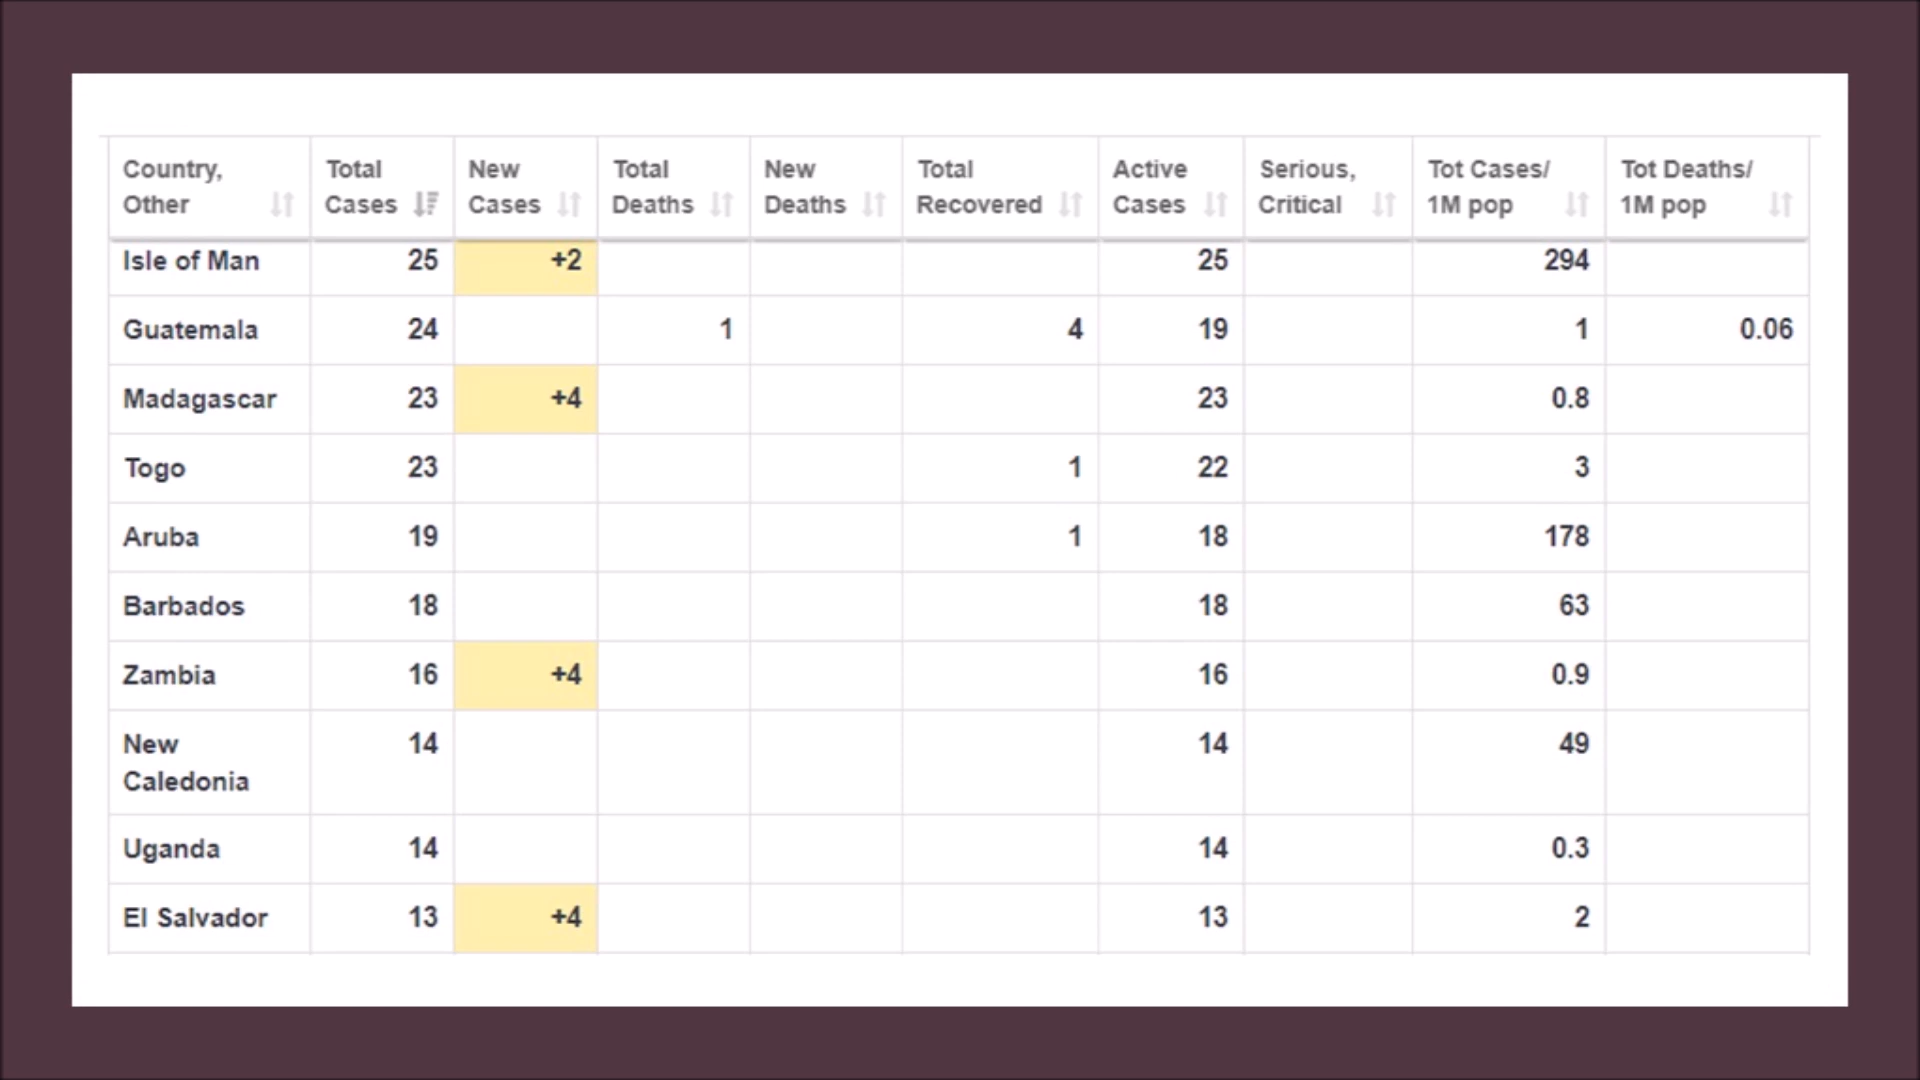 Country, Other Total Cases New Cases Total Deaths New Deaths Total Recovered Active Cases Serious, Critical Tot Cases/ 1M pop Tot Deaths/ 1M pop
Isle of Man 25 +2 25 294
Guatemala 24 1 4 19 1 0.06
Madagascar 23 +4 23 0.8
Togo 23 1 22 3
Aruba 19 1 18 178
Barbados 18 18 63
Zambia 16 +4 16 0.9
New Caledonia 14 14 49
Uganda 14 14 0.3
El Salvador 13 +4 13 2